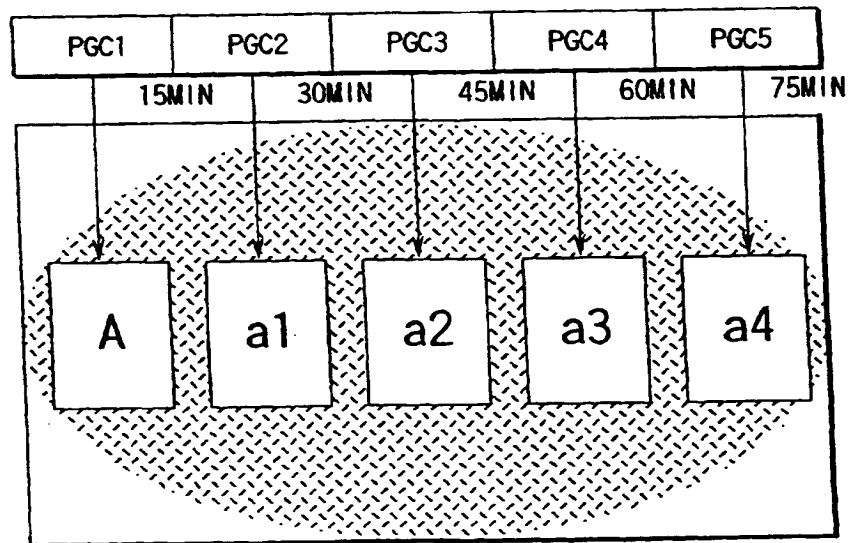 PGC1 PGC2 PGC3 PGC4 PGC5
15MIN 30MIN 45MIN 60MIN 75MIN
A a1 a2 a3 a4